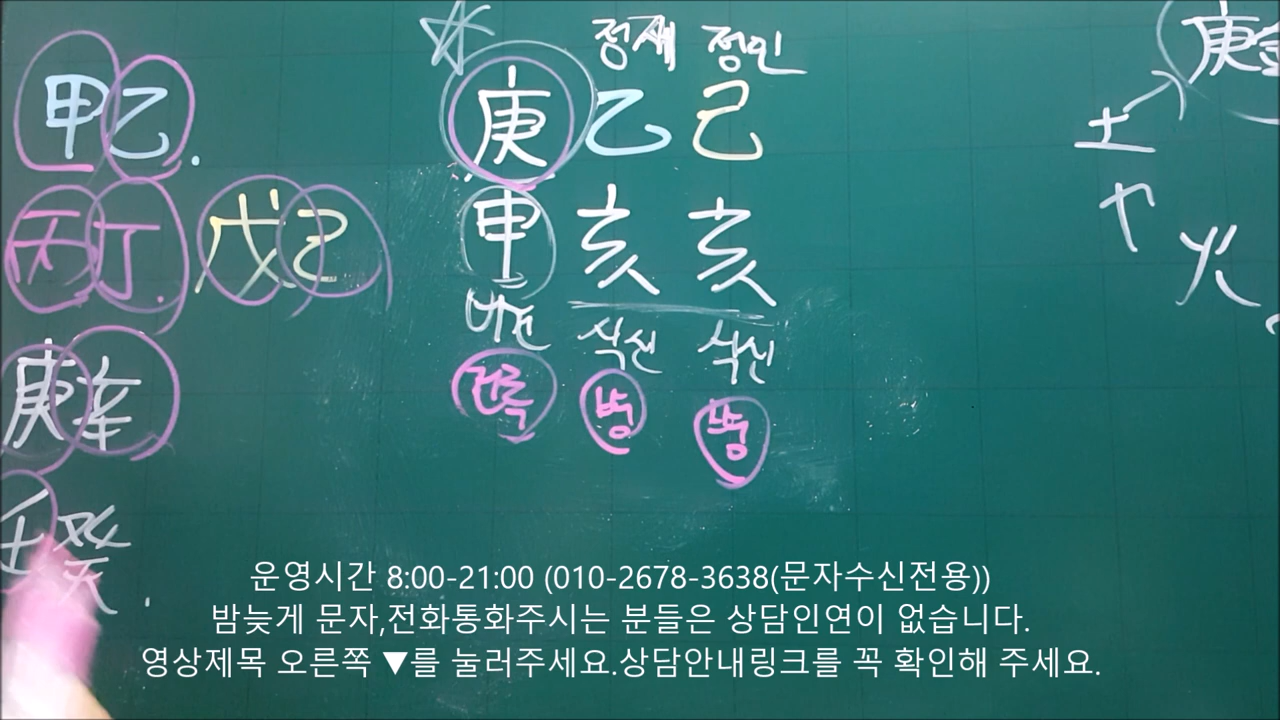 정재 정인
甲乙.
庚 乙 己
庚金
土
丙丁. 戊己
甲 亥 亥
火
비견 식신 식신
건록 병 병
庚辛
壬癸.
운영시간 8:00-21:00 (010-2678-3638(문자수신전용))
밤늦게 문자,전화통화주시는 분들은 상담인연이 없습니다.
영상제목 오른쪽 ▼를 눌러주세요.상담안내링크를 꼭 확인해 주세요.